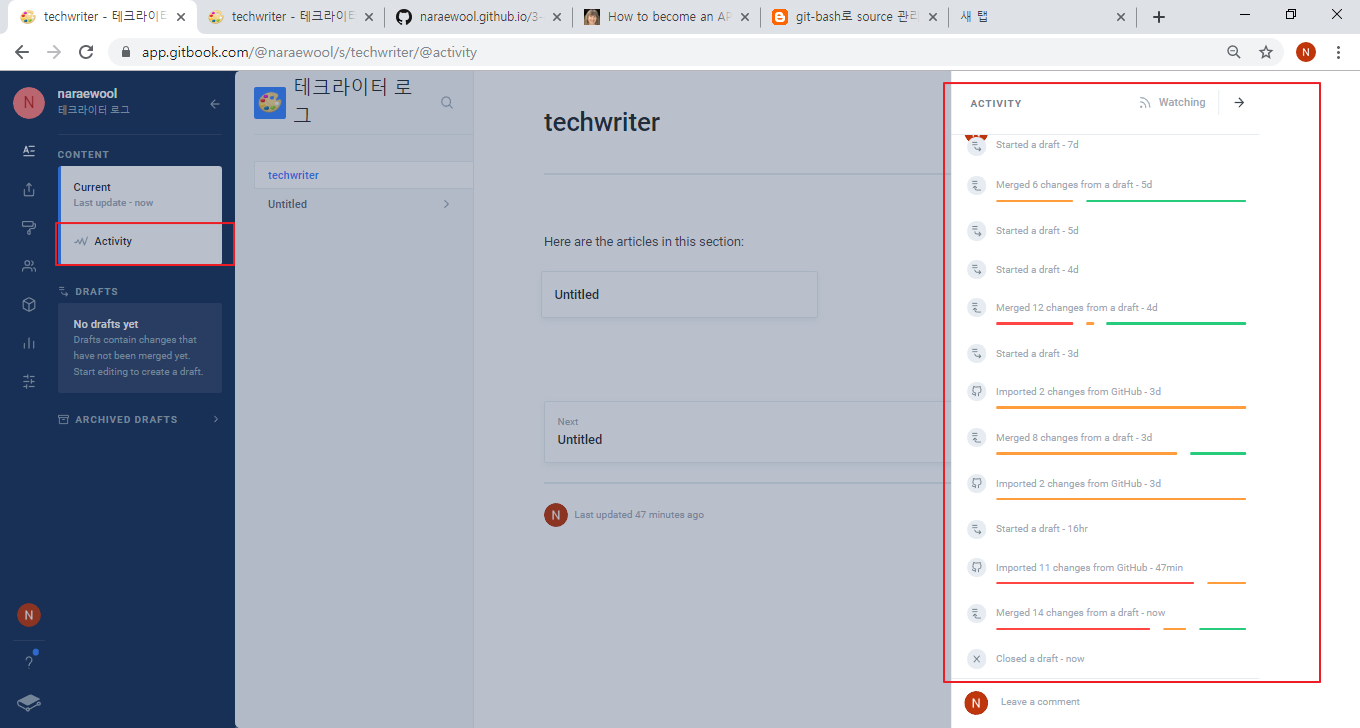 techwriter - 테크라이터
techwriter - 테크라이터
naraewool.github.io/3-
How to become an AP
git-bash로 source 관리
새 탭
app.gitbook.com/@naraewool/s/techwriter/@activity
N
N
naraewool
테크라이터 로그
CONTENT
Current
Last update - now
Activity
DRAFTS
No drafts yet
Drafts contain changes that
have not been merged yet.
Start editing to create a draft.
ARCHIVED DRAFTS
N
?
테크라이터 로
그
techwriter
Untitled
techwriter
Here are the articles in this section:
Untitled
Next
Untitled
N
Last updated 47 minutes ago
ACTIVITY
Watching
Started a draft - 7d
Merged 6 changes from a draft - 5d
Started a draft - 5d
Started a draft - 4d
Merged 12 changes from a draft - 4d
Started a draft - 3d
Imported 2 changes from GitHub - 3d
Merged 8 changes from a draft - 3d
Imported 2 changes from GitHub - 3d
Started a draft - 16hr
Imported 11 changes from GitHub - 47min
Merged 14 changes from a draft - now
Closed a draft - now
N
Leave a comment